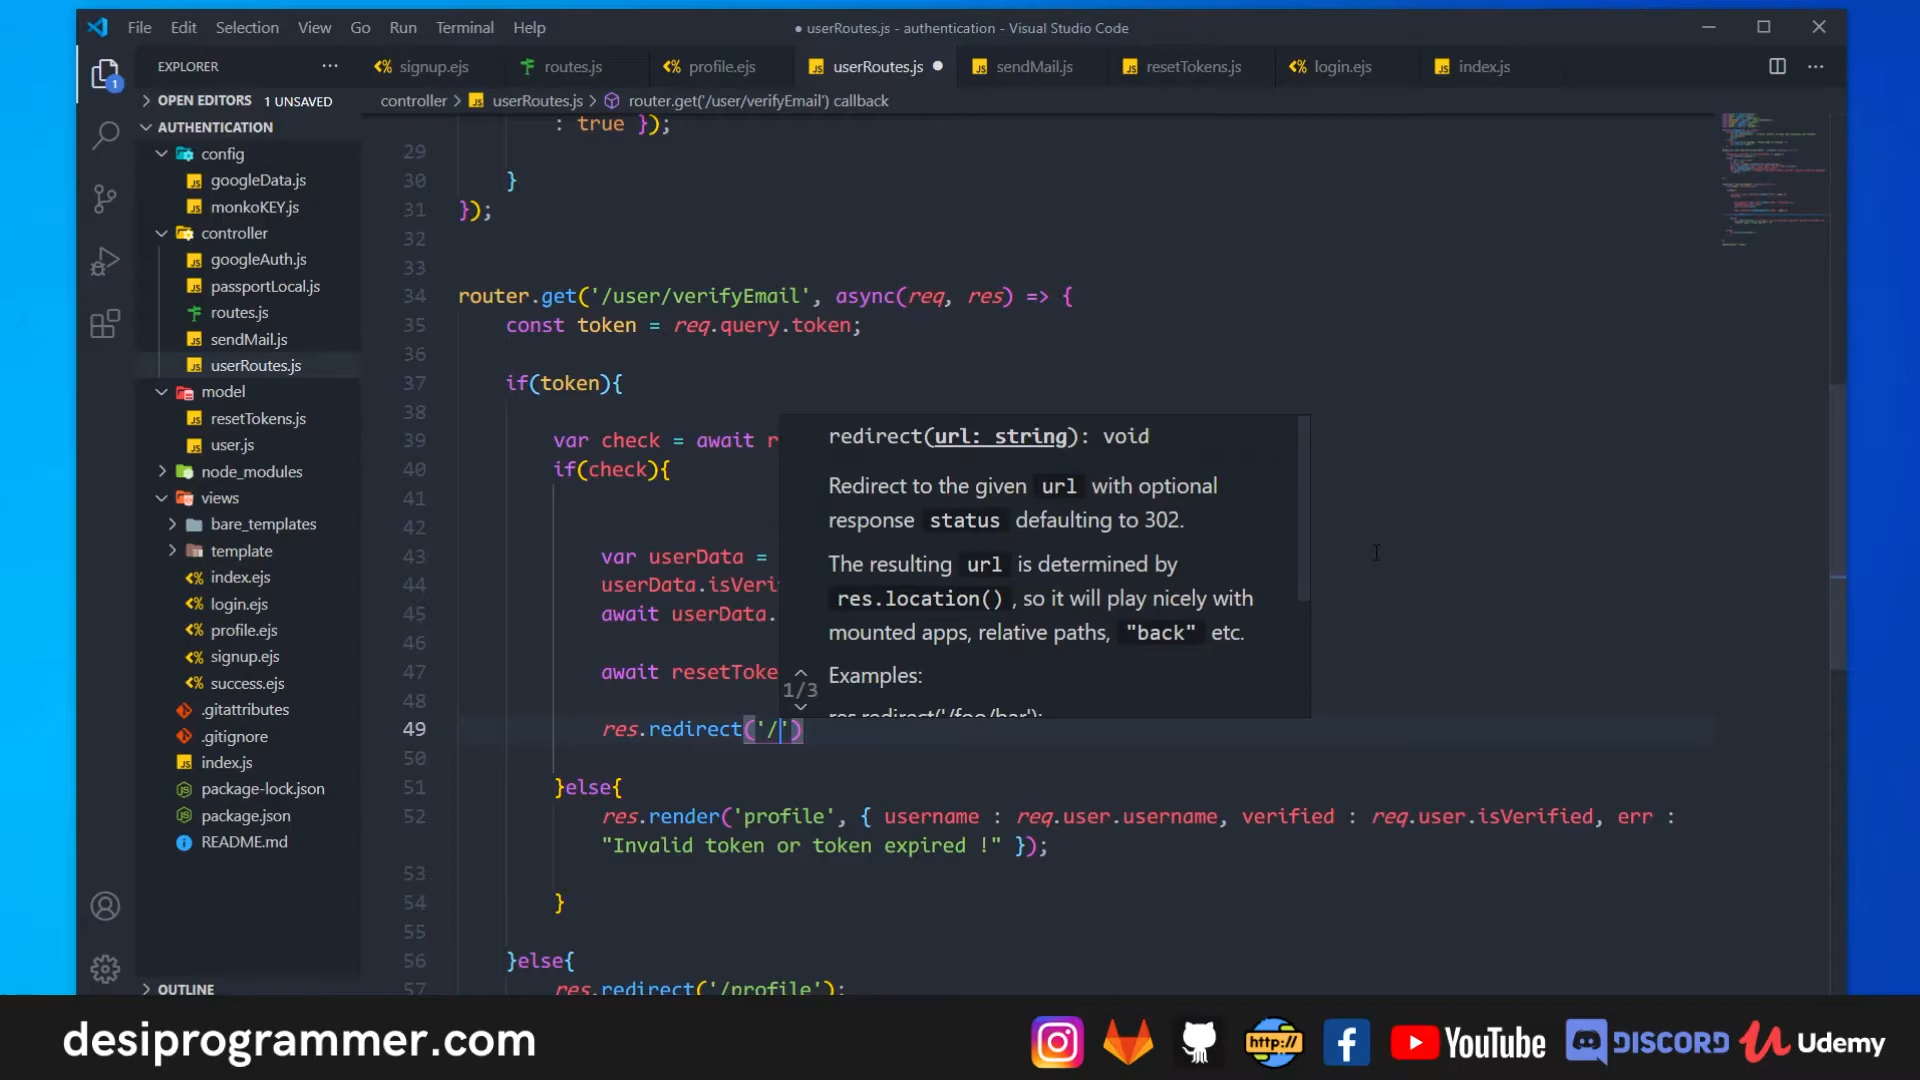 File Edit Selection View Go Run Terminal Help
● userRoutes.js - authentication - Visual Studio Code
EXPLORER
signup.ejs routes.js profile.ejs userRoutes.js sendMail.js resetTokens.js login.ejs index.js
OPEN EDITORS 1 UNSAVED
controller > userRoutes.js > router.get('/user/verifyEmail') callback
AUTHENTICATION
config
googleData.js
monkoKEY.js
controller
googleAuth.js
passportLocal.js
routes.js
sendMail.js
userRoutes.js
model
resetTokens.js
user.js
node_modules
views
bare_templates
template
index.ejs
login.ejs
profile.ejs
signup.ejs
success.ejs
.gitattributes
.gitignore
index.js
package-lock.json
package.json
README.md
OUTLINE
1
: true });
29
30 }
31 });
32
33
34 router.get('/user/verifyEmail', async(req, res) => {
35 const token = req.query.token;
36
37 if(token){
38
39 var check = await r
40 if(check){
41
42
43 var userData =
44 userData.isVeri
45 await userData.
46
47 await resetToke
48
49 res.redirect('/')
50
51 }else{
52 res.render('profile', { username : req.user.username, verified : req.user.isVerified, err :
"Invalid token or token expired !" });
53
54 }
55
56 }else{
57 res.redirect('/profile');
redirect(url: string): void
Redirect to the given url with optional
response status defaulting to 302.
The resulting url is determined by
res.location() , so it will play nicely with
mounted apps, relative paths, "back" etc.
1/3
Examples:
res.redirect('/foo/bar');
desiprogrammer.com
http://
YouTube
DISCORD
Udemy